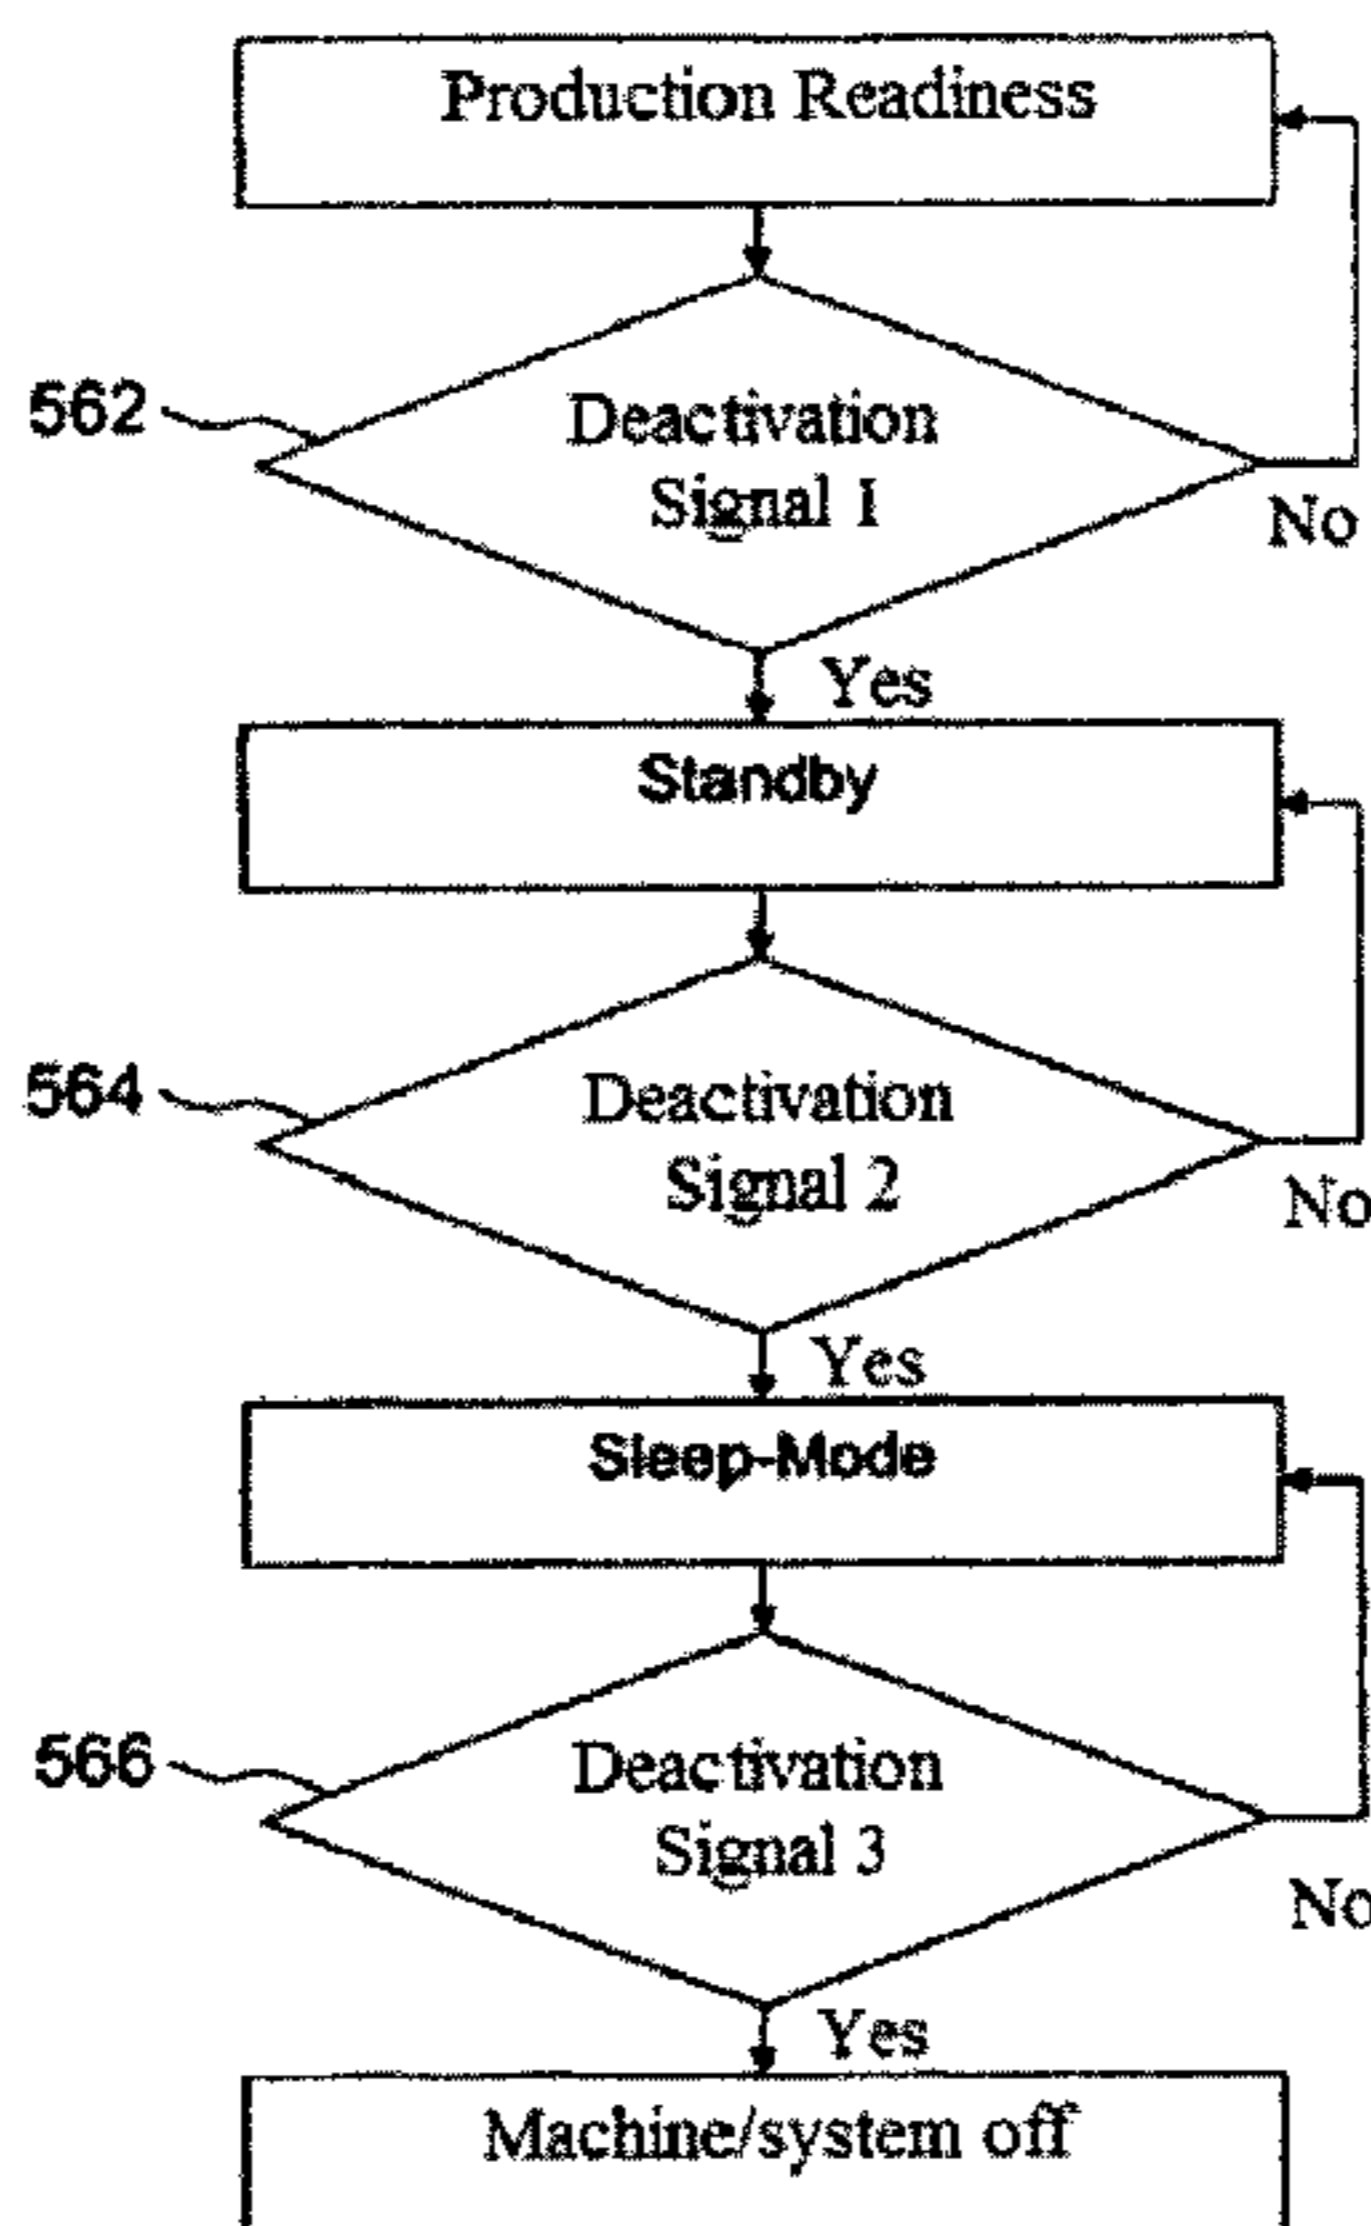 Production Readiness
562
Deactivation
Signal 1
No
Yes
Standby
564
Deactivation
Signal 2
No
Yes
Sleep-Mode
566
Deactivation
Signal 3
No
Yes
Machine/system off